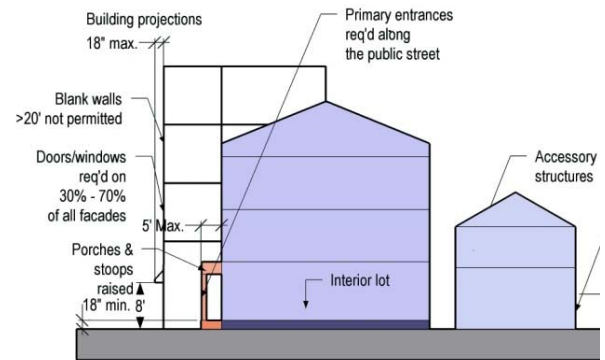 Building projections
18" max.
Primary entrances
req'd along
the public street
Blank walls
>20' not permitted
Doors/windows
req'd on
30% - 70%
of all facades
5' Max.
Accessory
structures
Porches &
stoops
raised
18" min.
8'
Interior lot